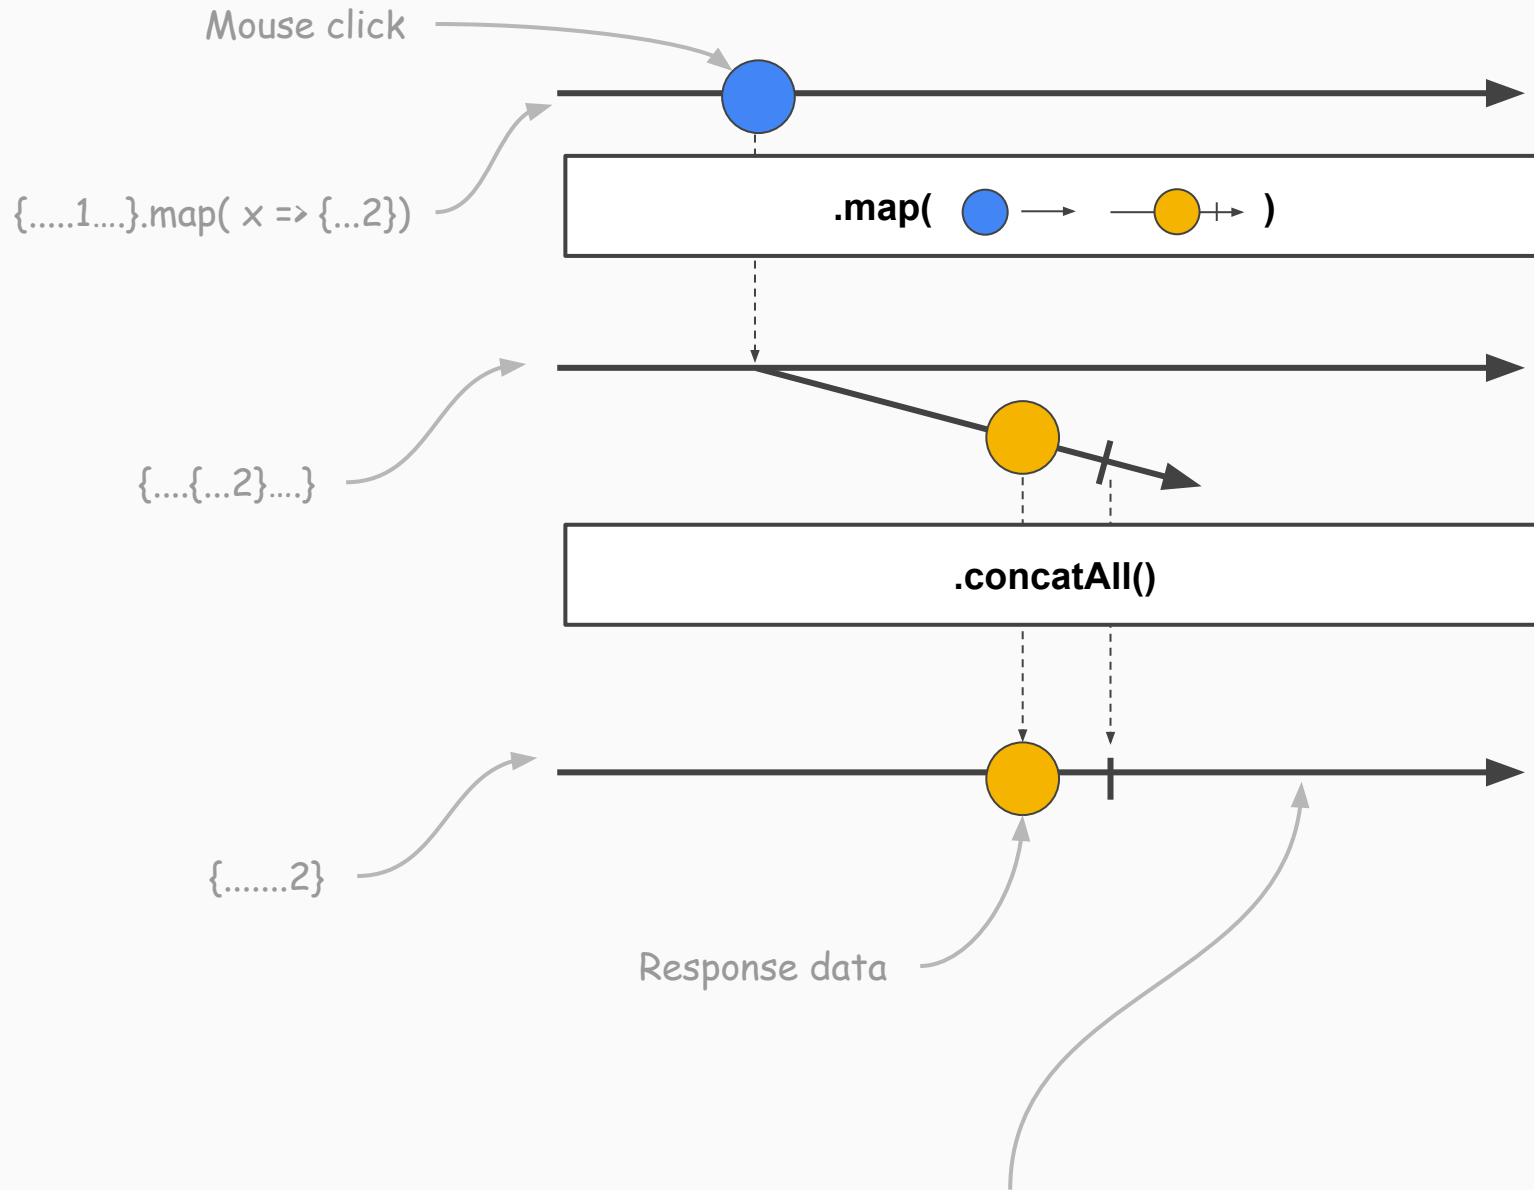 Mouse click
{.....1....}.map( x => {...2})
.map( )
{....{...2}....}
.concatAll()
{.......2}
Response data